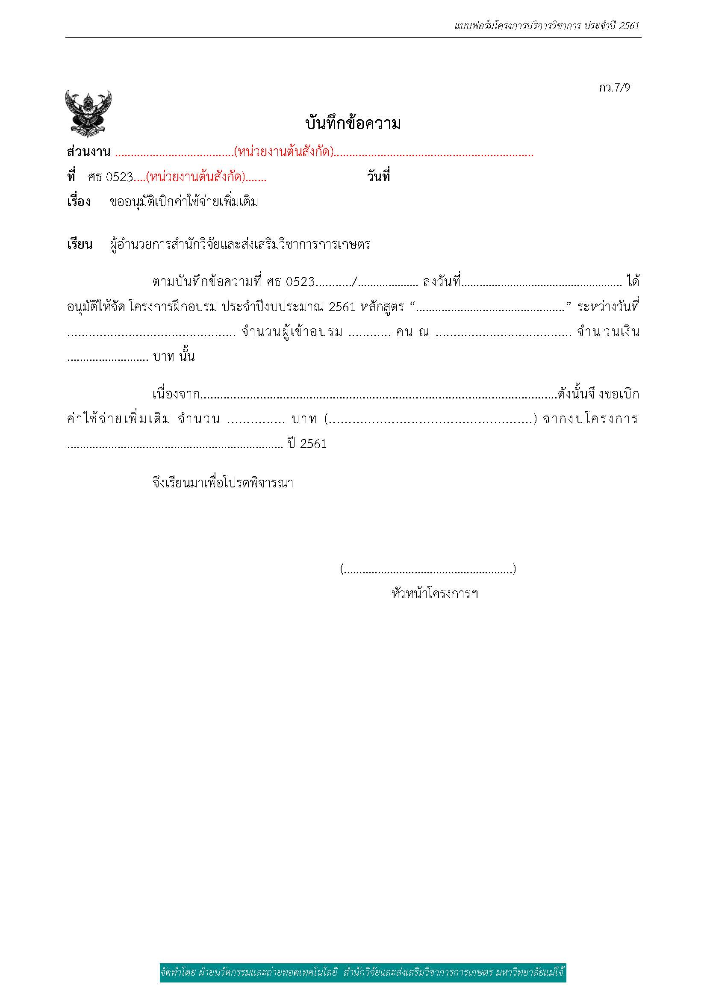 แบบฟอร์มโครงการบริการวิชาการ ประจำปี 2561
กว.7/9
บันทึกข้อความ
ส่วนงาน ......................................(หน่วยงานต้นสังกัด)................................................................
ที่ ศธ 0523....(หน่วยงานต้นสังกัด)....... วันที่
เรื่อง ขออนุมัติเบิกค่าใช้จ่ายเพิ่มเติม
เรียน ผู้อำนวยการสำนักวิจัยและส่งเสริมวิชาการการเกษตร
ตามบันทึกข้อความที่ ศธ 0523.........../................... ลงวันที่.................................................. ได้
อนุมัติให้จัด โครงการฝึกอบรม ประจำปีงบประมาณ 2561 หลักสูตร “..............................................” ระหว่างวันที่
............................................... จำนวนผู้เข้าอบรม ............ คน ณ ...................................... จำน วนเงิน
.......................... บาท นั้น
เนื่องจาก............................................................................................................ดังนั้นจึ งขอเบิก
ค่าใช้จ่ายเพิ่มเติม จำนวน ............... บาท (....................................................) จากงบโครงการ
..................................................................... ปี 2561
จึงเรียนมาเพื่อโปรดพิจารณา
(.......................................................)
หัวหน้าโครงการฯ
จัดทำโดย ฝ่ายนวัตกรรมและถ่ายทอดเทคโนโลยี สำนักวิจัยและส่งเสริมวิชาการการเกษตร มหาวิทยาลัยแม่โจ้